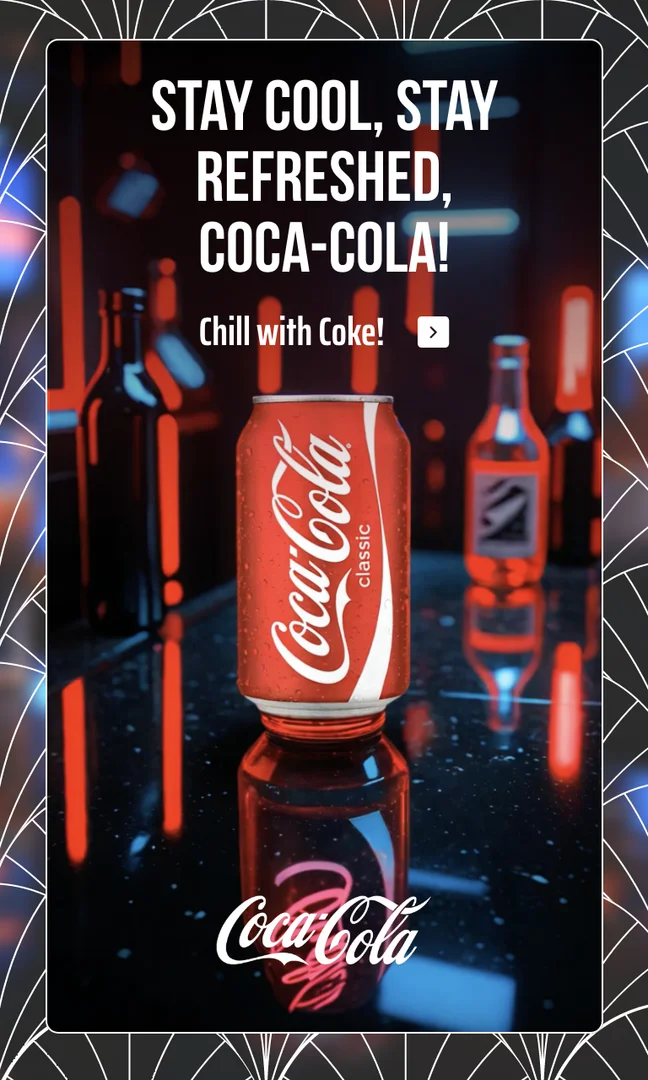 STAY COOL, STAY
REFRESHED,
COCA-COLA!
Chill with Coke!
Coca-Cola
classic
Coca-Cola